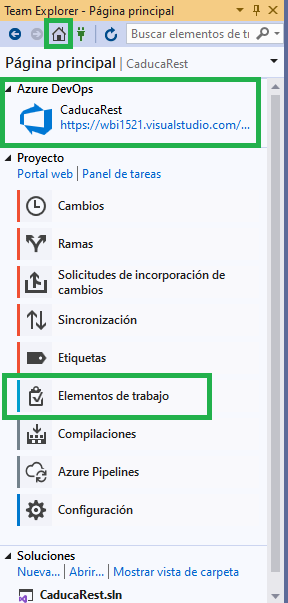 Team Explorer - Página principal
Buscar elementos de tr
Página principal | CaducaRest
Azure DevOps
CaducaRest
https://wbi1521.visualstudio.com/...
Proyecto
Portal web | Panel de tareas
Cambios
Ramas
Solicitudes de incorporación de
cambios
Sincronización
Etiquetas
Elementos de trabajo
Compilaciones
Azure Pipelines
Configuración
Soluciones
Nueva... | Abrir... | Mostrar vista de carpeta
CaducaRest.sln